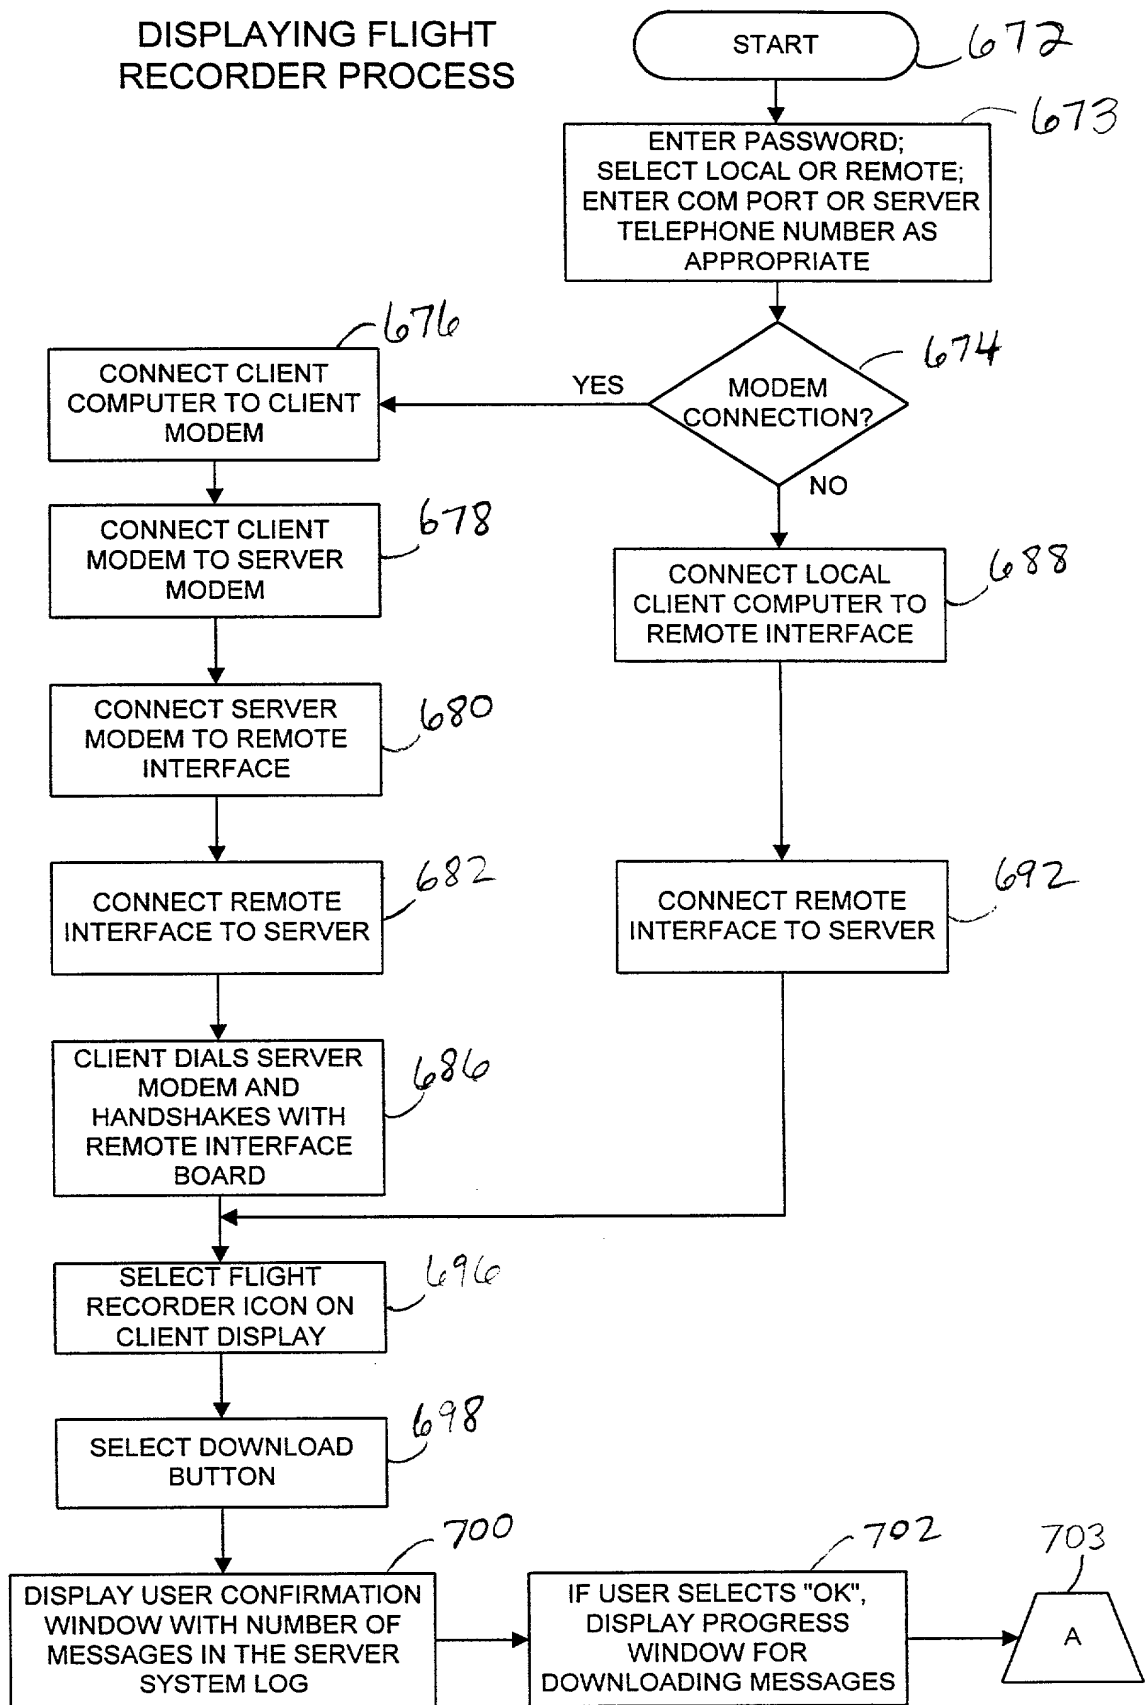 DISPLAYING FLIGHT
RECORDER PROCESS
START
672
673
ENTER PASSWORD;
SELECT LOCAL OR REMOTE;
ENTER COM PORT OR SERVER
TELEPHONE NUMBER AS
APPROPRIATE
674
MODEM
CONNECTION?
YES
NO
676
CONNECT CLIENT
COMPUTER TO CLIENT
MODEM
678
CONNECT CLIENT
MODEM TO SERVER
MODEM
688
CONNECT LOCAL
CLIENT COMPUTER TO
REMOTE INTERFACE
680
CONNECT SERVER
MODEM TO REMOTE
INTERFACE
682
CONNECT REMOTE
INTERFACE TO SERVER
692
CONNECT REMOTE
INTERFACE TO SERVER
686
CLIENT DIALS SERVER
MODEM AND
HANDSHAKES WITH
REMOTE INTERFACE
BOARD
696
SELECT FLIGHT
RECORDER ICON ON
CLIENT DISPLAY
698
SELECT DOWNLOAD
BUTTON
700
DISPLAY USER CONFIRMATION
WINDOW WITH NUMBER OF
MESSAGES IN THE SERVER
SYSTEM LOG
702
IF USER SELECTS "OK",
DISPLAY PROGRESS
WINDOW FOR
DOWNLOADING MESSAGES
703
A